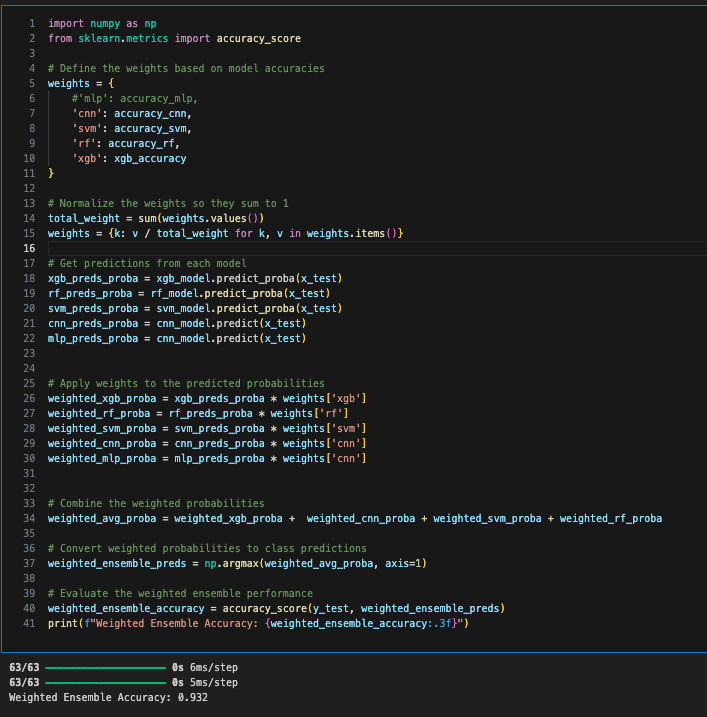 1 import numpy as np
2 from sklearn.metrics import accuracy_score
3
4 # Define the weights based on model accuracies
5 weights = {
6     #'mlp': accuracy_mlp,
7     'cnn': accuracy_cnn,
8     'svm': accuracy_svm,
9     'rf': accuracy_rf,
10     'xgb': xgb_accuracy
11 }
12
13 # Normalize the weights so they sum to 1
14 total_weight = sum(weights.values())
15 weights = {k: v / total_weight for k, v in weights.items()}
16
17 # Get predictions from each model
18 xgb_preds_proba = xgb_model.predict_proba(x_test)
19 rf_preds_proba = rf_model.predict_proba(x_test)
20 svm_preds_proba = svm_model.predict_proba(x_test)
21 cnn_preds_proba = cnn_model.predict(x_test)
22 mlp_preds_proba = cnn_model.predict(x_test)
23
24
25 # Apply weights to the predicted probabilities
26 weighted_xgb_proba = xgb_preds_proba * weights['xgb']
27 weighted_rf_proba = rf_preds_proba * weights['rf']
28 weighted_svm_proba = svm_preds_proba * weights['svm']
29 weighted_cnn_proba = cnn_preds_proba * weights['cnn']
30 weighted_mlp_proba = mlp_preds_proba * weights['cnn']
31
32
33 # Combine the weighted probabilities
34 weighted_avg_proba = weighted_xgb_proba +  weighted_cnn_proba + weighted_svm_proba + weighted_rf_proba
35
36 # Convert weighted probabilities to class predictions
37 weighted_ensemble_preds = np.argmax(weighted_avg_proba, axis=1)
38
39 # Evaluate the weighted ensemble performance
40 weighted_ensemble_accuracy = accuracy_score(y_test, weighted_ensemble_preds)
41 print(f"Weighted Ensemble Accuracy: {weighted_ensemble_accuracy:.3f}")
63/63 ━━━━━━━━━━━━━━━━━━━━ 0s 6ms/step
63/63 ━━━━━━━━━━━━━━━━━━━━ 0s 5ms/step
Weighted Ensemble Accuracy: 0.932